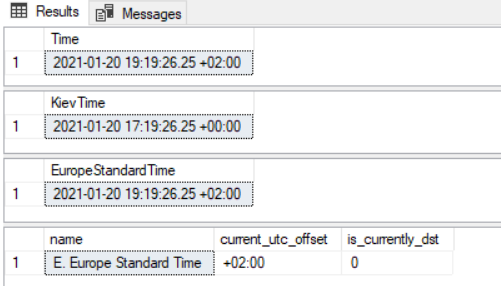 Results Messages
Time
1 2021-01-20 19:19:26.25 +02:00
KievTime
1 2021-01-20 17:19:26.25 +00:00
EuropeStandardTime
1 2021-01-20 19:19:26.25 +02:00
name current_utc_offset is_currently_dst
1 E. Europe Standard Time +02:00 0